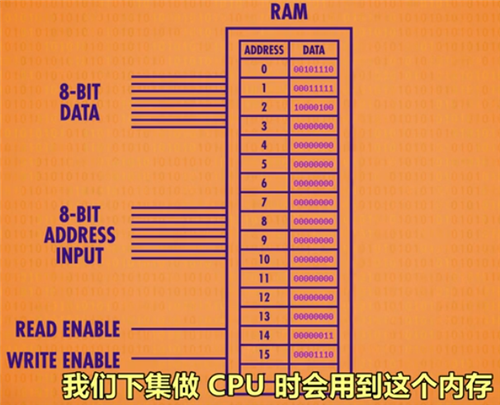 RAM
ADDRESS DATA
0 00101110
1 00011111
2 10000100
3 00000000
4 00000000
5 00000000
6 00000000
7 00000000
8 00000000
9 00000000
10 00000000
11 00000000
12 00000000
13 00000000
14 00000011
15 00001110
8-BIT
DATA
8-BIT
ADDRESS
INPUT
READ ENABLE
WRITE ENABLE
我们下集做 CPU 时会用到这个内存